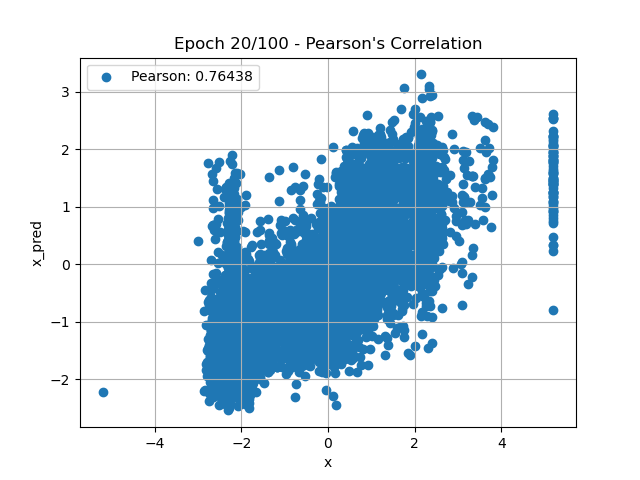 Epoch 20/100 - Pearson's Correlation
Pearson: 0.76438
x_pred
3
2
1
0
−1
−2
−4
−2
0
2
4
x